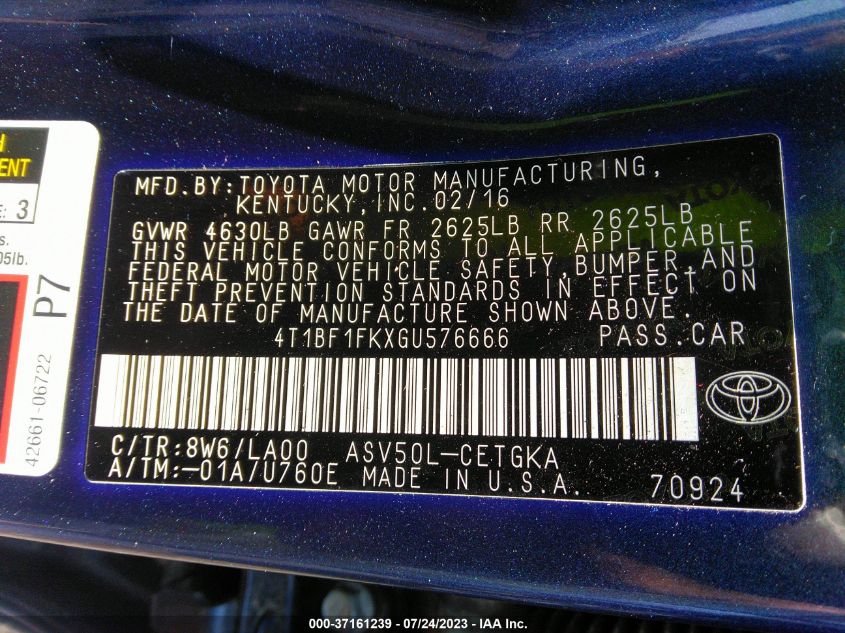 H
ENT
E: 3
s.
05lb.
P7
42661-06722
MFD.BY:TOYOTA MOTOR MANUFACTURING,
KENTUCKY,INC.02/16
GVWR 4630LB GAWR FR 2625LB RR 2625LB
THIS VEHICLE CONFORMS TO ALL APPLICABLE
FEDERAL MOTOR VEHICLE SAFETY,BUMPER,AND
THEFT PREVENTION STANDARDS IN EFFECT ON
THE DATE OF MANUFACTURE SHOWN ABOVE.
4T1BF1FKXGU576666 PASS.CAR
C/TR:8W6/LA00 ASV50L-CETGKA
A/TM:-01A/U760E MADE IN U.S.A. 70924
000-37161239 - 07/24/2023 - IAA Inc.